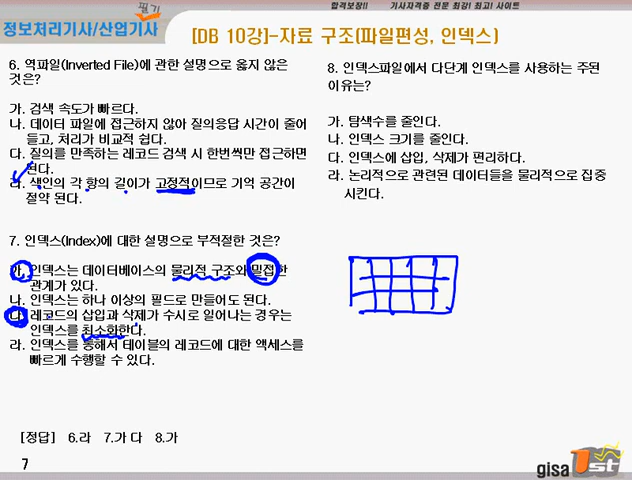 합격보장!! 기사자격증 전문 최강! 최고! 사이트
필기
정보처리기사/산업기사
[DB 10강]-자료 구조(파일편성, 인덱스)
6. 역파일(Inverted File)에 관한 설명으로 옳지 않은
것은?
가. 검색 속도가 빠르다.
나. 데이터 파일에 접근하지 않아 질의응답 시간이 줄어
들고, 처리가 비교적 쉽다.
다. 질의를 만족하는 레코드 검색 시 한번씩만 접근하면
된다.
라. 색인의 각 항의 길이가 고정적이므로 기억 공간이
절약 된다.
7. 인덱스(Index)에 대한 설명으로 부적절한 것은?
가. 인덱스는 데이터베이스의 물리적 구조와 밀접한
관계가 있다.
나. 인덱스는 하나 이상의 필드로 만들어도 된다.
다. 레코드의 삽입과 삭제가 수시로 일어나는 경우는
인덱스를 최소화한다.
라. 인덱스를 통해서 테이블의 레코드에 대한 액세스를
빠르게 수행할 수 있다.
8. 인덱스파일에서 다단계 인덱스를 사용하는 주된
이유는?
가. 탐색수를 줄인다.
나. 인덱스 크기를 줄인다.
다. 인덱스에 삽입, 삭제가 편리하다.
라. 논리적으로 관련된 데이터들을 물리적으로 집중
시킨다.
[정답] 6.라 7.가 다 8.가
7
gisa 1st